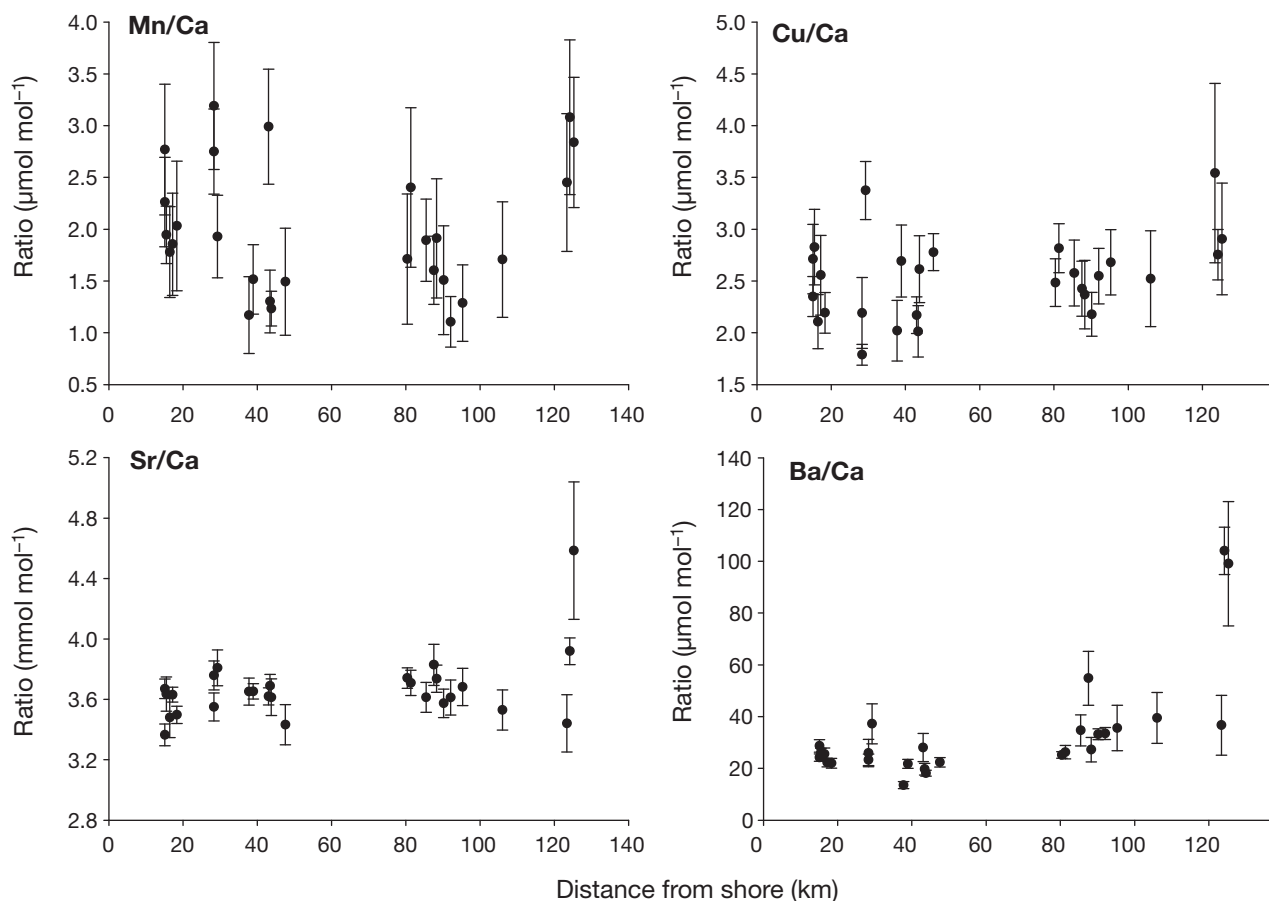 Mn/Ca
Ratio (µmol mol⁻¹)
4.0
3.5
3.0
2.5
2.0
1.5
1.0
0.5
0 20 40 60 80 100 120 140
Cu/Ca
Ratio (µmol mol⁻¹)
5.0
4.5
4.0
3.5
3.0
2.5
2.0
1.5
0 20 40 60 80 100 120
Sr/Ca
Ratio (mmol mol⁻¹)
5.2
4.8
4.4
4.0
3.6
3.2
2.8
0 20 40 60 80 100 120 140
Ba/Ca
Ratio (µmol mol⁻¹)
140
120
100
80
60
40
20
0
0 20 40 60 80 100 120
Distance from shore (km)